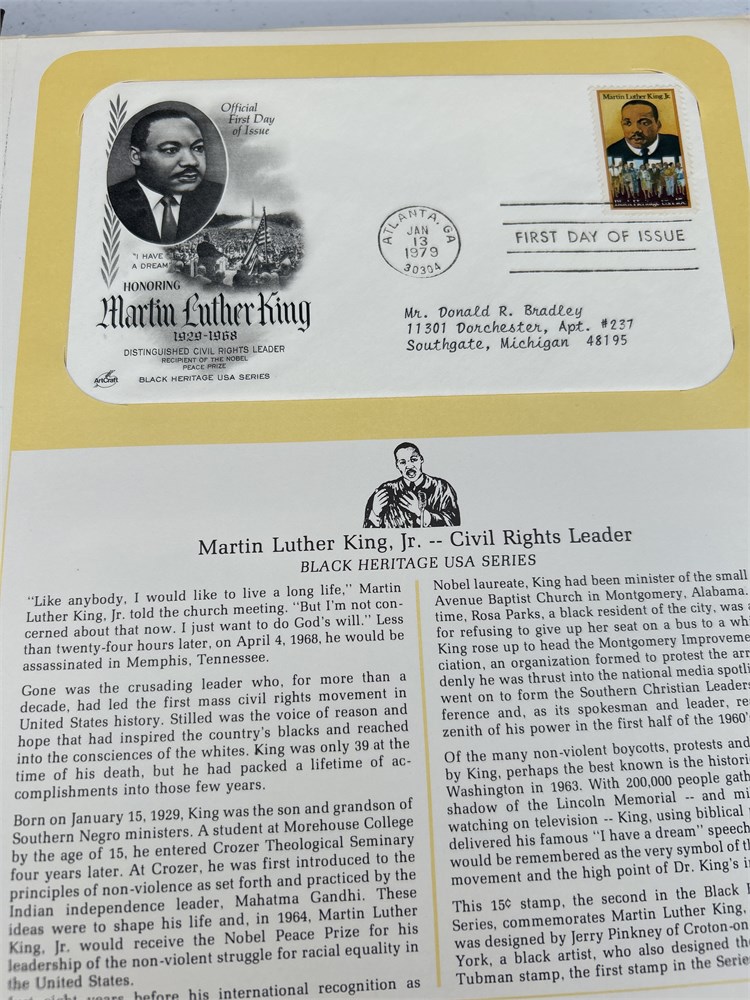 Official
First Day
of Issue
"I HAVE
A DREAM"
HONORING
Martin Luther King
1929-1968
DISTINGUISHED CIVIL RIGHTS LEADER
RECIPIENT OF THE NOBEL
PEACE PRIZE
ArtCraft
BLACK HERITAGE USA SERIES
Martin Luther King Jr.
ATLANTA, GA
JAN
13
1979
30304
FIRST DAY OF ISSUE
Mr. Donald R. Bradley
11301 Dorchester, Apt. #237
Southgate, Michigan 48195
Martin Luther King, Jr. -- Civil Rights Leader
BLACK HERITAGE USA SERIES
"Like anybody, I would like to live a long life," Martin
Luther King, Jr. told the church meeting. "But I'm not con-
cerned about that now. I just want to do God's will." Less
than twenty-four hours later, on April 4, 1968, he would be
assassinated in Memphis, Tennessee.
Gone was the crusading leader who, for more than a
decade, had led the first mass civil rights movement in
United States history. Stilled was the voice of reason and
hope that had inspired the country's blacks and reached
into the consciences of the whites. King was only 39 at the
time of his death, but he had packed a lifetime of ac-
complishments into those few years.
Born on January 15, 1929, King was the son and grandson of
Southern Negro ministers. A student at Morehouse College
by the age of 15, he entered Crozer Theological Seminary
four years later. At Crozer, he was first introduced to the
principles of non-violence as set forth and practiced by the
Indian independence leader, Mahatma Gandhi. These
ideas were to shape his life and, in 1964, Martin Luther
King, Jr. would receive the Nobel Peace Prize for his
leadership of the non-violent struggle for racial equality in
the United States.
eight years before his international recognition as
Nobel laureate, King had been minister of the small
Avenue Baptist Church in Montgomery, Alabama.
time, Rosa Parks, a black resident of the city, was
for refusing to give up her seat on a bus to a
King rose up to head the Montgomery Improveme
ciation, an organization formed to protest the arr
denly he was thrust into the national media spotli
went on to form the Southern Christian Leaders
ference and, as its spokesman and leader, re
zenith of his power in the first half of the 1960'
Of the many non-violent boycotts, protests and
by King, perhaps the best known is the histori
Washington in 1963. With 200,000 people gath
shadow of the Lincoln Memorial -- and mi
watching on television -- King, using biblical
delivered his famous "I have a dream" speech
would be remembered as the very symbol of th
movement and the high point of Dr. King's i
This 15¢ stamp, the second in the Black
Series, commemorates Martin Luther King,
was designed by Jerry Pinkney of Croton-on
York, a black artist, who also designed the
Tubman stamp, the first stamp in the Serie